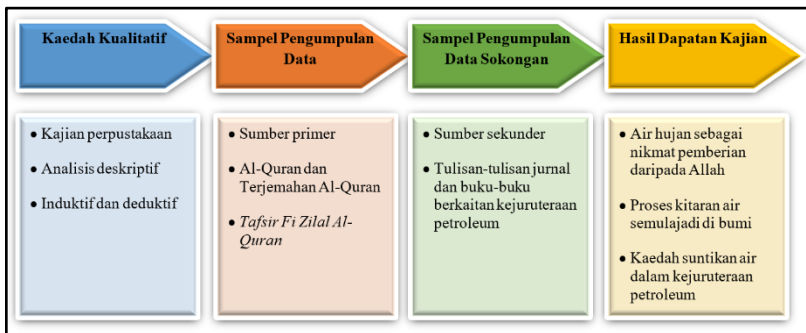 Kaedah Kualitatif
Sampel Pengumpulan
Data
Sampel Pengumpulan
Data Sokongan
Hasil Dapatan Kajian
• Kajian perpustakaan
• Analisis deskriptif
• Induktif dan deduktif
• Sumber primer
• Al-Quran dan
Terjemahan Al-Quran
• Tafsir Fi Zilal Al-
Quran
• Sumber sekunder
• Tulisan-tulisan jurnal
dan buku-buku
berkaitan kejuruteraan
petroleum
• Air hujan sebagai
nikmat pemberian
daripada Allah
• Proses kitaran air
semulajadi di bumi
• Kaedah suntikan air
dalam kejuruteraan
petroleum